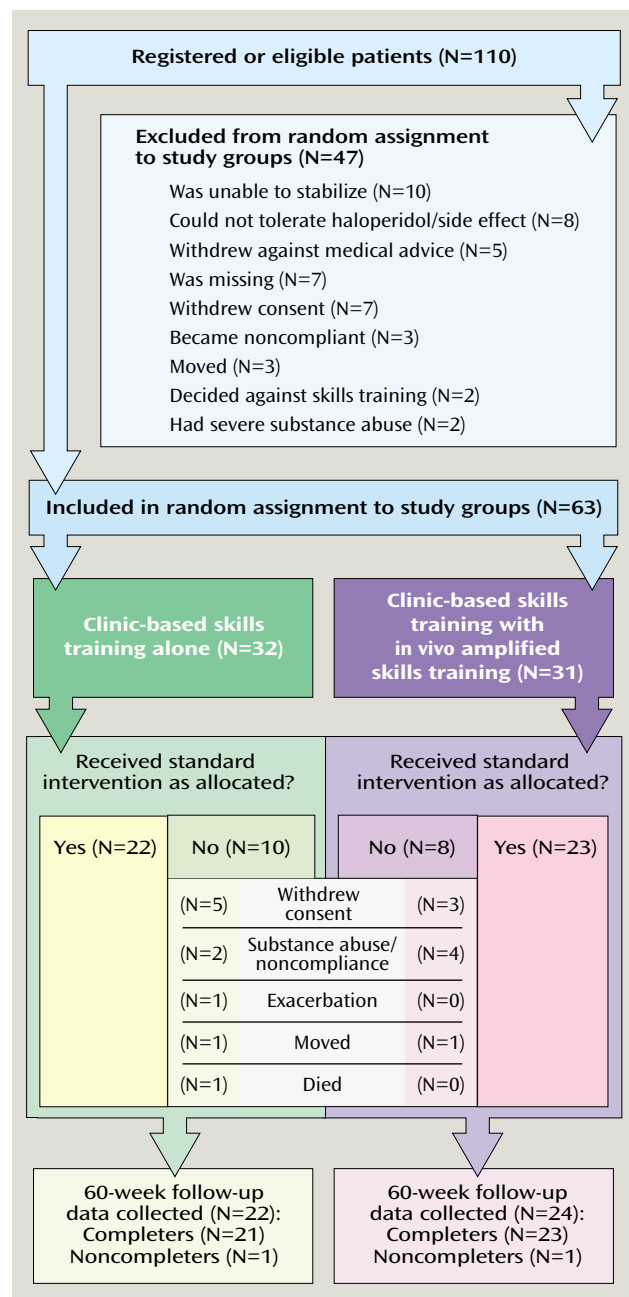 Registered or eligible patients (N=110)
Excluded from random assignment
to study groups (N=47)
Was unable to stabilize (N=10)
Could not tolerate haloperidol/side effect (N=8)
Withdrew against medical advice (N=5)
Was missing (N=7)
Withdrew consent (N=7)
Became noncompliant (N=3)
Moved (N=3)
Decided against skills training (N=2)
Had severe substance abuse (N=2)
Included in random assignment to study groups (N=63)
Clinic-based skills
training alone (N=32)
Clinic-based skills
training with
in vivo amplified
skills training (N=31)
Received standard
intervention as allocated?
Received standard
intervention as allocated?
Yes (N=22)
No (N=10)
No (N=8)
Yes (N=23)
(N=5) Withdrew consent (N=3)
(N=2) Substance abuse/ noncompliance (N=4)
(N=1) Exacerbation (N=0)
(N=1) Moved (N=1)
(N=1) Died (N=0)
60-week follow-up
data collected (N=22):
Completers (N=21)
Noncompleters (N=1)
60-week follow-up
data collected (N=24):
Completers (N=23)
Noncompleters (N=1)